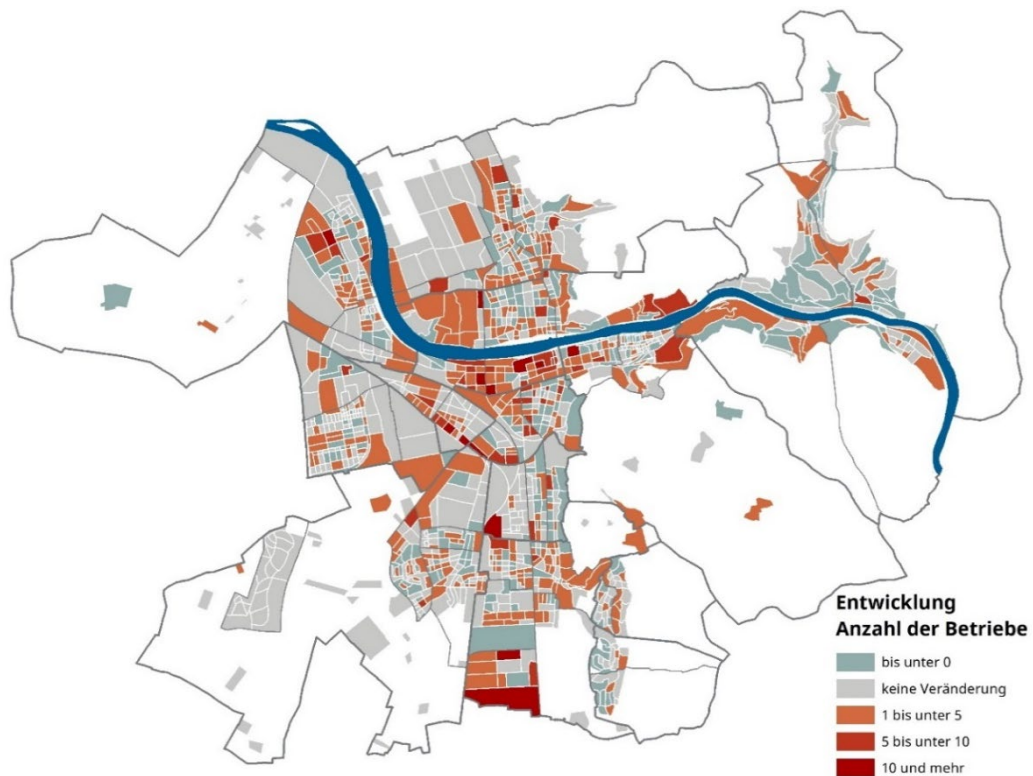 Entwicklung
Anzahl der Betriebe
bis unter 0
keine Veränderung
1 bis unter 5
5 bis unter 10
10 und mehr